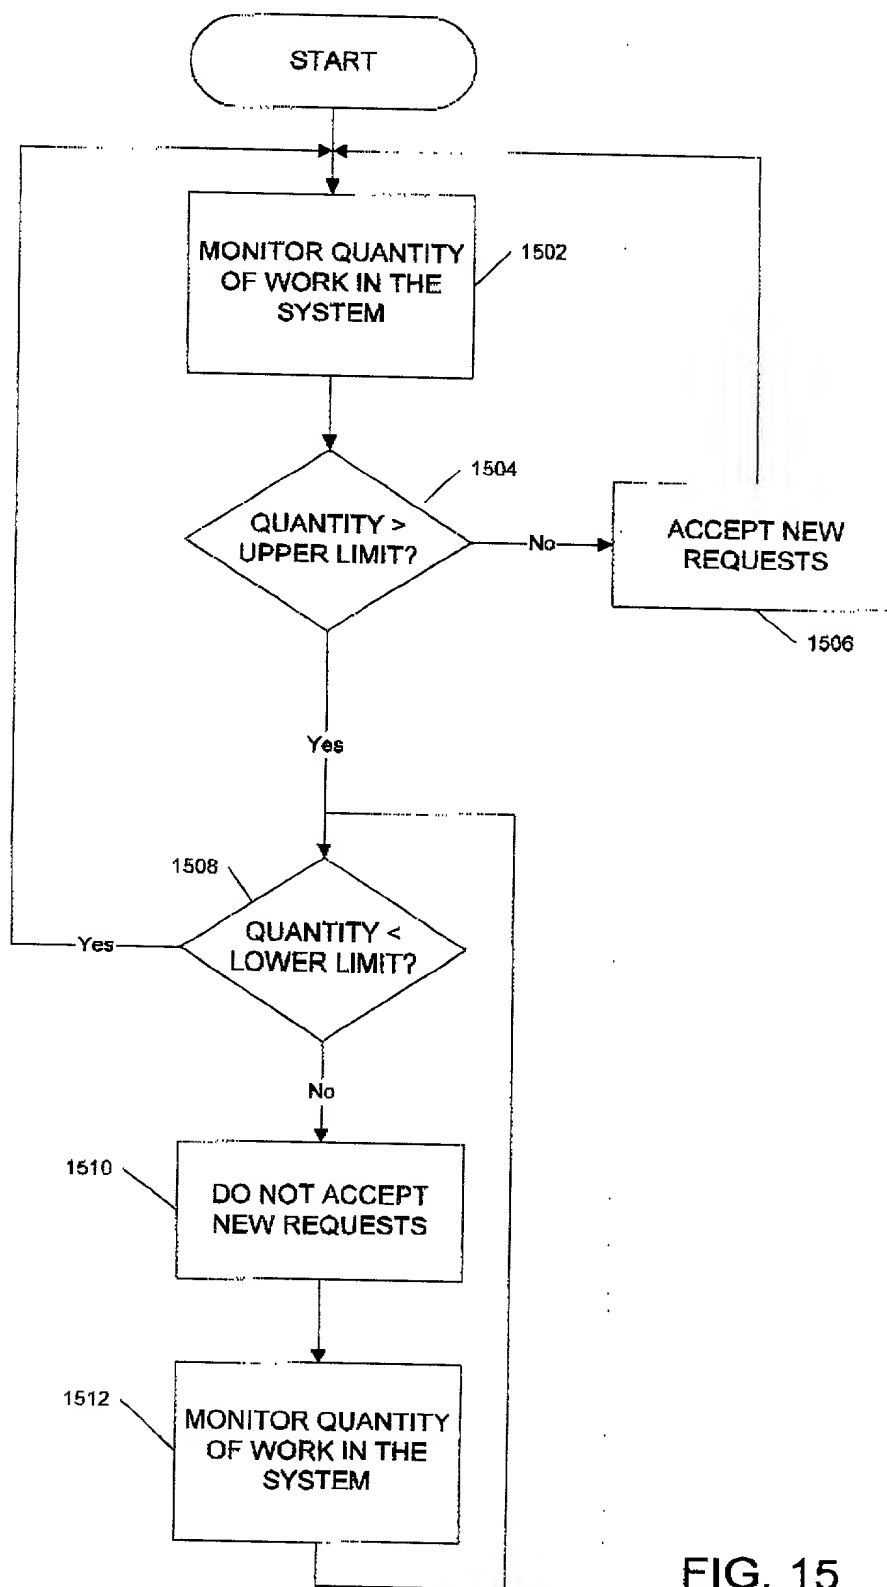 START
MONITOR QUANTITY
OF WORK IN THE
SYSTEM
1502
1504
QUANTITY >
UPPER LIMIT?
No
ACCEPT NEW
REQUESTS
1506
Yes
1508
QUANTITY <
LOWER LIMIT?
Yes
No
1510
DO NOT ACCEPT
NEW REQUESTS
1512
MONITOR QUANTITY
OF WORK IN THE
SYSTEM
FIG. 15